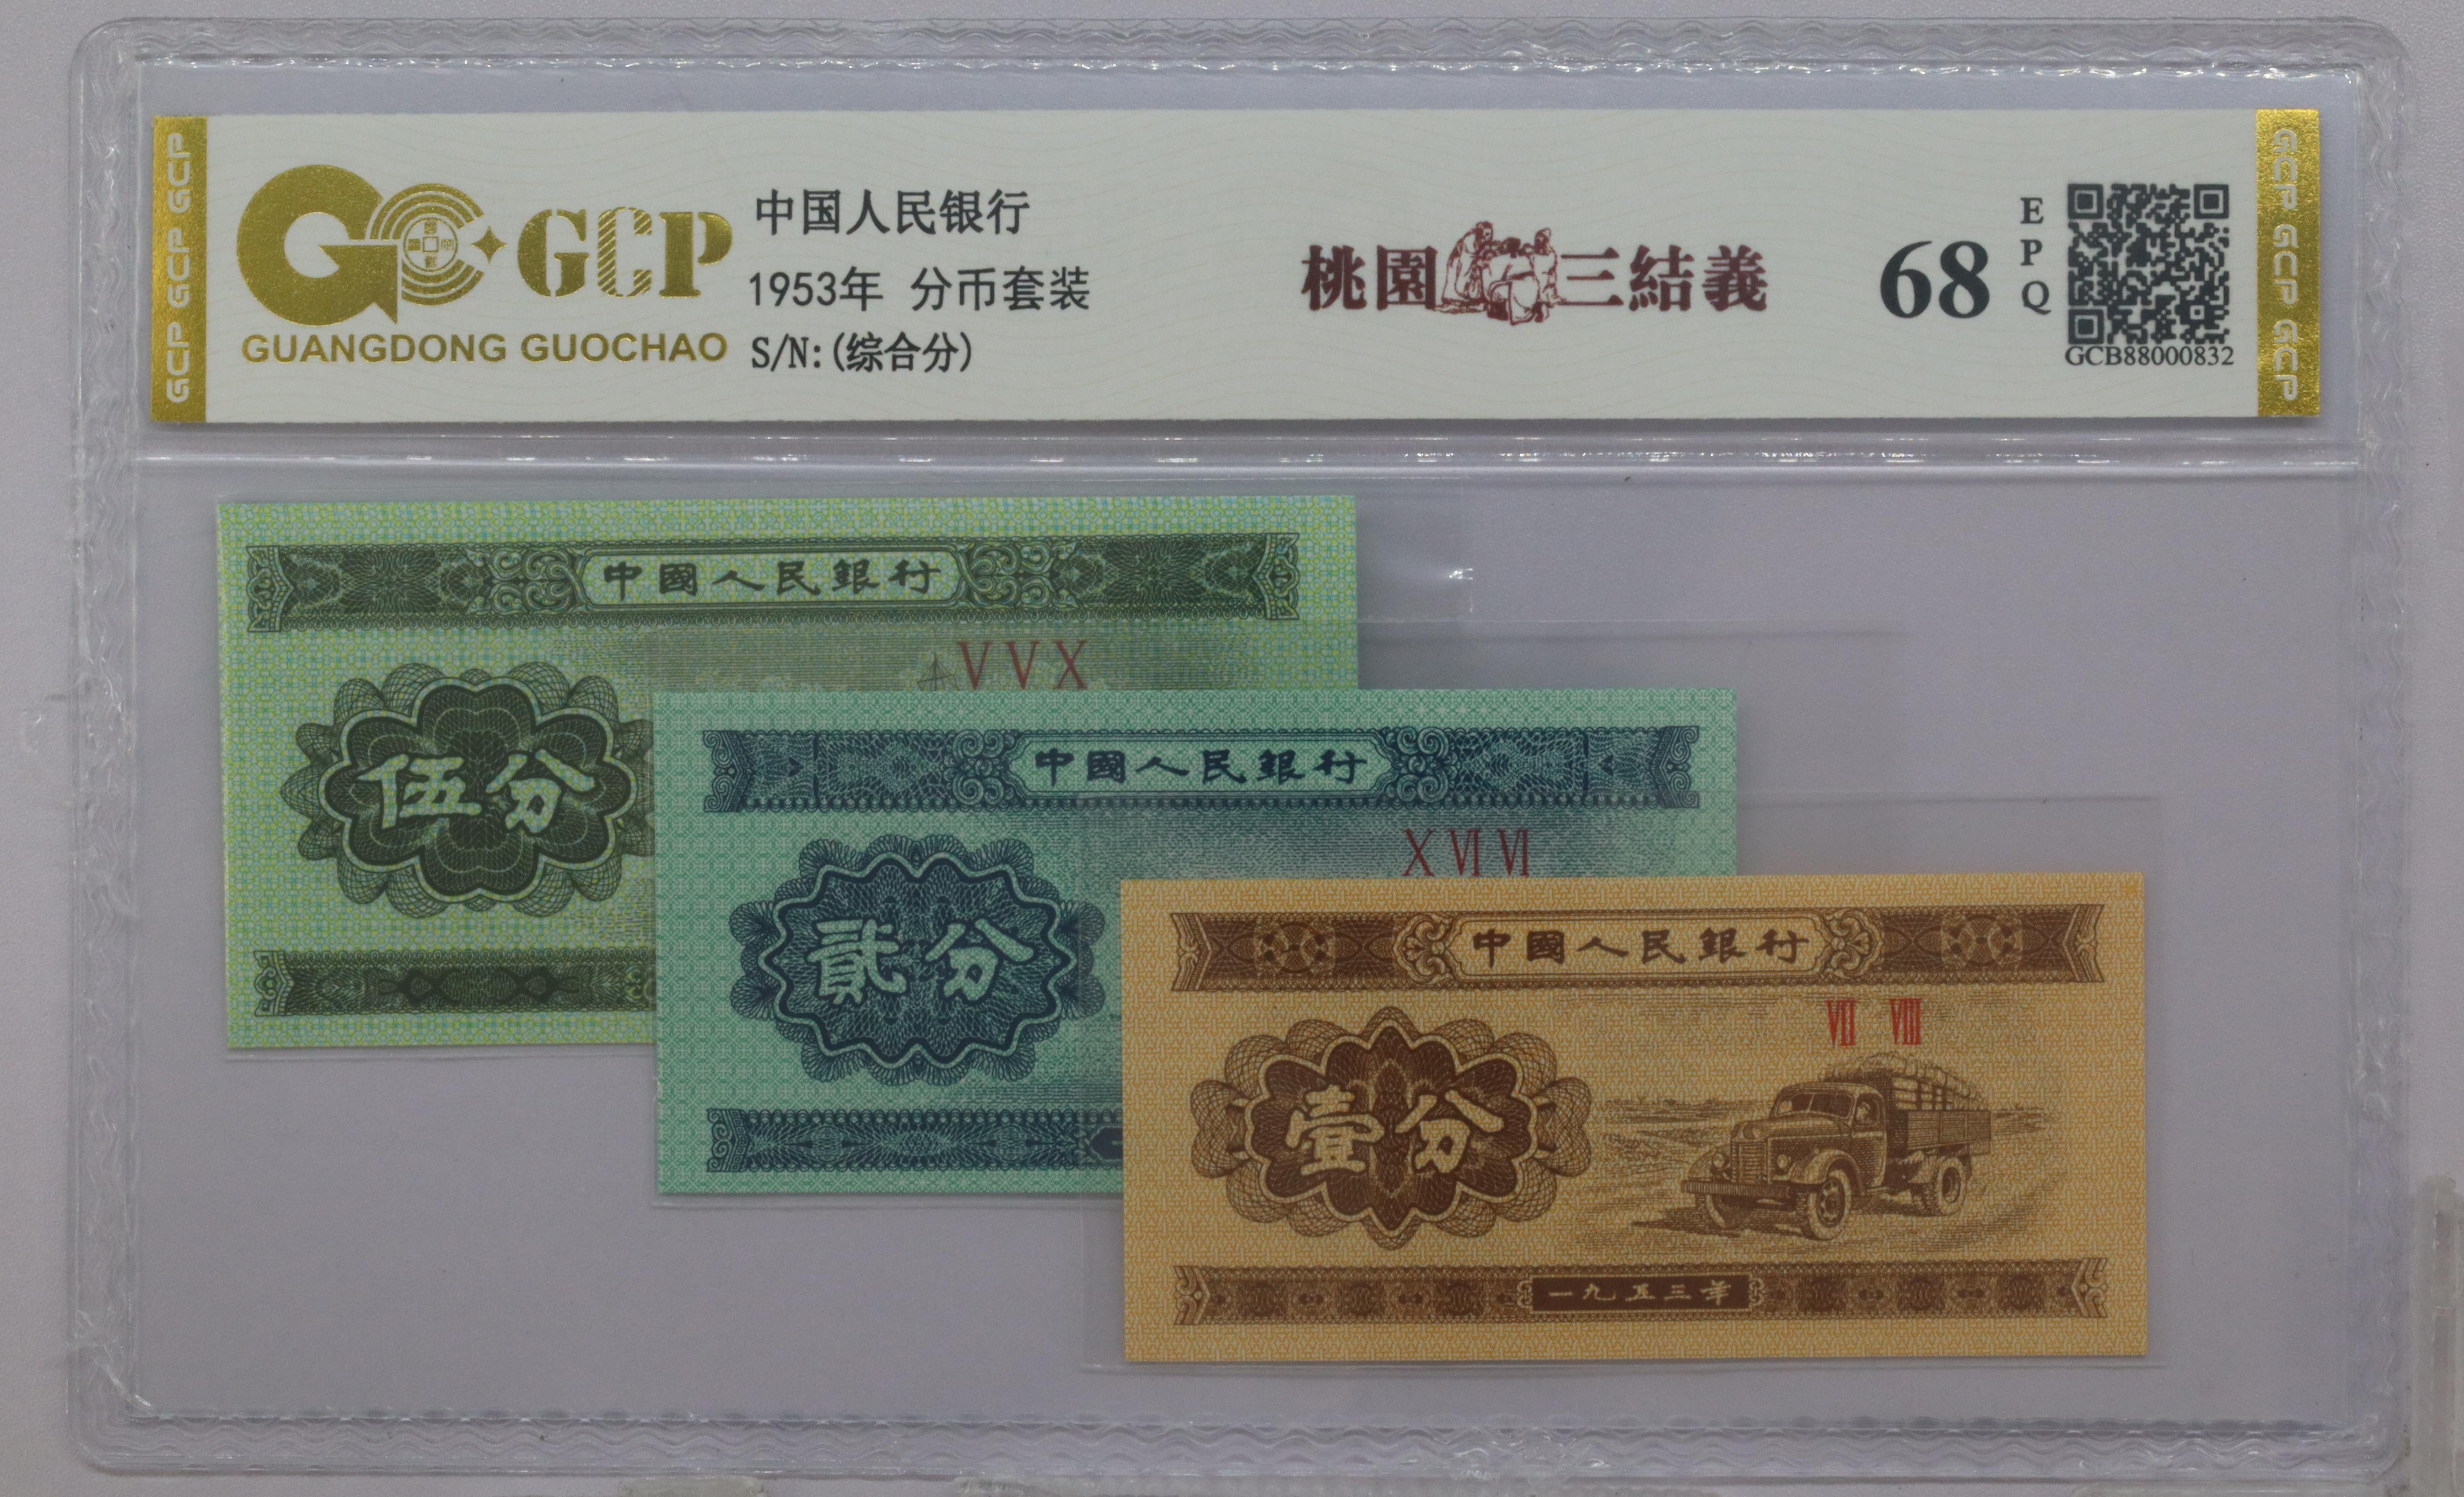 GCP GCP GCP
GCP
GUANGDONG GUOCHAO
中国人民银行
1953年 分币套装
S/N:(综合分)
桃園三結義
68
EPQ
GCB88000832
GCP GCP GCP
中國人民銀行
VVX
伍分
中國人民銀行
X VI VI
貳分
中國人民銀行
VII VIII
壹分
一九五三年